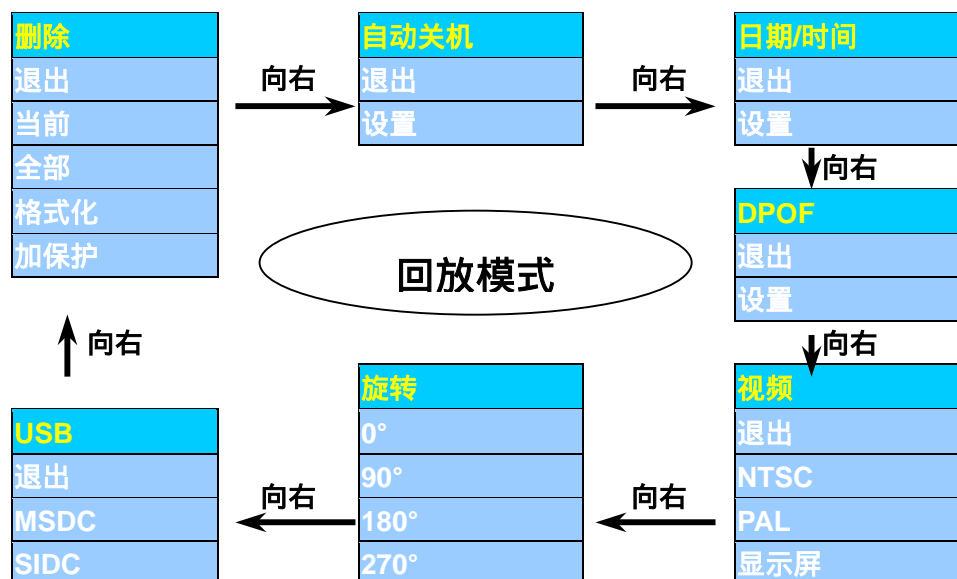 删除
退出
当前
全部
格式化
加保护
向右
自动关机
退出
设置
向右
日期/时间
退出
设置
向右
DPOF
退出
设置
向右
回放模式
视频
退出
NTSC
PAL
显示屏
向右
旋转
0°
90°
180°
270°
向右
USB
退出
MSDC
SIDC
向右